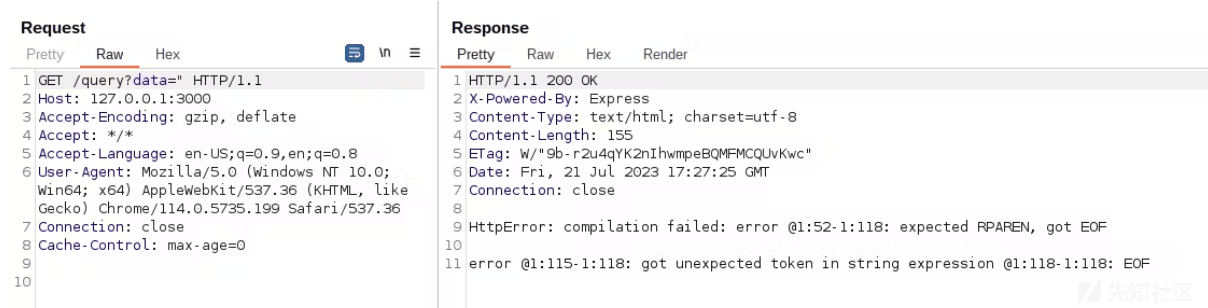 Request
Pretty Raw Hex \n ≡
1 GET /query?data=" HTTP/1.1
2 Host: 127.0.0.1:3000
3 Accept-Encoding: gzip, deflate
4 Accept: */*
5 Accept-Language: en-US;q=0.9,en;q=0.8
6 User-Agent: Mozilla/5.0 (Windows NT 10.0;
Win64; x64) AppleWebKit/537.36 (KHTML, like
Gecko) Chrome/114.0.5735.199 Safari/537.36
7 Connection: close
8 Cache-Control: max-age=0
9
10
Response
Pretty Raw Hex Render
1 HTTP/1.1 200 OK
2 X-Powered-By: Express
3 Content-Type: text/html; charset=utf-8
4 Content-Length: 155
5 ETag: W/"9b-r2u4qYK2nIhwmpeBQMFMCQUvKwc"
6 Date: Fri, 21 Jul 2023 17:27:25 GMT
7 Connection: close
8
9 HttpError: compilation failed: error @1:52-1:118: expected RPAREN, got EOF
10
11 error @1:115-1:118: got unexpected token in string expression @1:118-1:118: EOF
先知社区